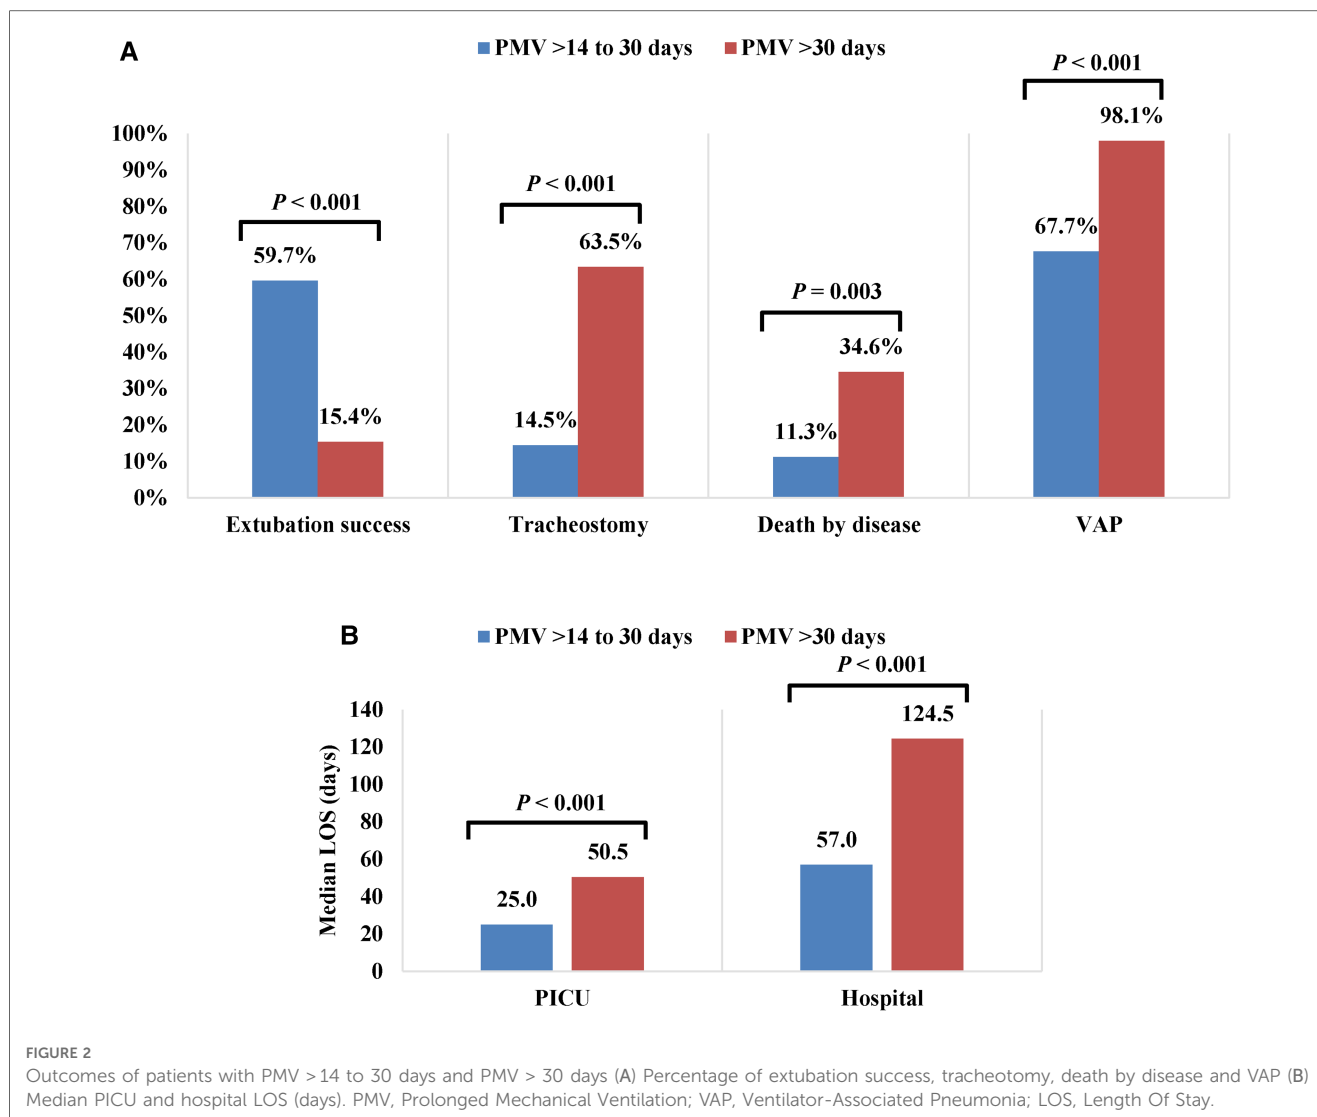 A
PMV >14 to 30 days PMV >30 days
P < 0.001
98.1%
100%
90%
P < 0.001
80%
P < 0.001
67.7%
70%
59.7%
63.5%
60%
50%
P = 0.003
40%
34.6%
30%
20%
15.4%
14.5%
11.3%
10%
0%
Extubation success Tracheostomy Death by disease VAP
B
PMV >14 to 30 days PMV >30 days
P < 0.001
140
124.5
120
100
P < 0.001
80
57.0
60
50.5
40
25.0
20
0
Median LOS (days)
PICU Hospital
FIGURE 2
Outcomes of patients with PMV >14 to 30 days and PMV > 30 days (A) Percentage of extubation success, tracheotomy, death by disease and VAP (B)
Median PICU and hospital LOS (days). PMV, Prolonged Mechanical Ventilation; VAP, Ventilator-Associated Pneumonia; LOS, Length Of Stay.